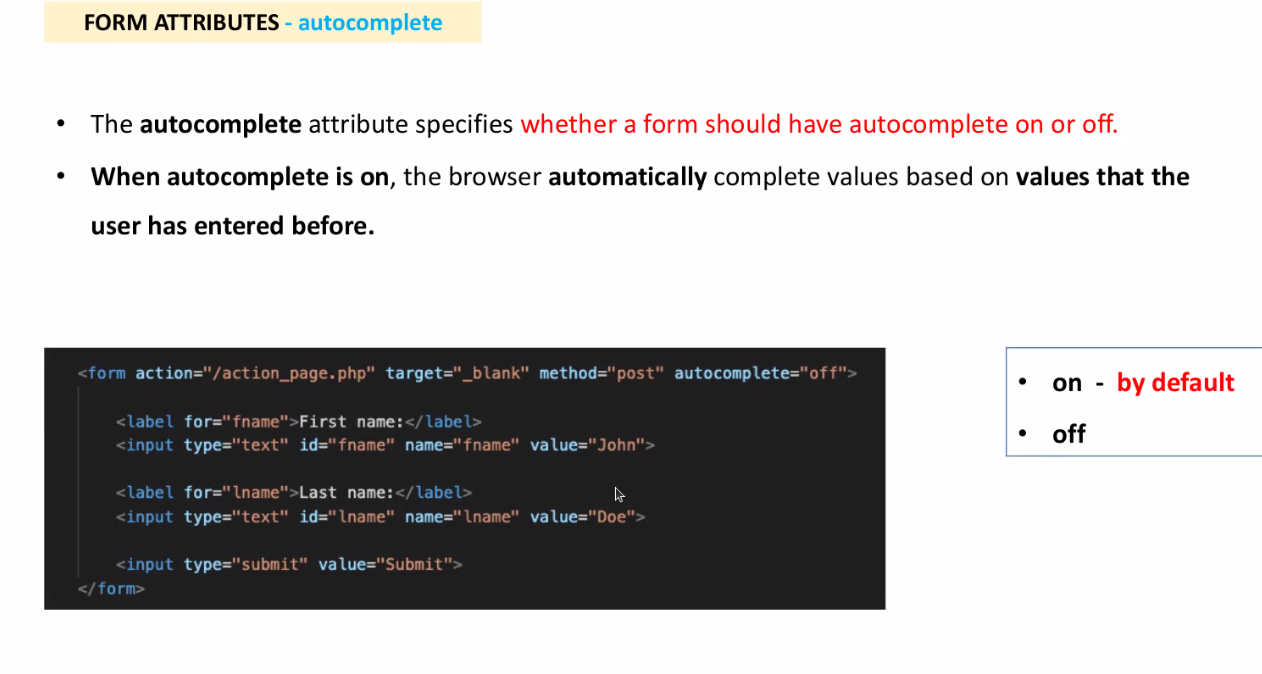 FORM ATTRIBUTES - autocomplete
• The autocomplete attribute specifies whether a form should have autocomplete on or off.
• When autocomplete is on, the browser automatically complete values based on values that the
user has entered before.
<form action="/action_page.php" target="_blank" method="post" autocomplete="off">
<label for="fname">First name:</label>
<input type="text" id="fname" name="fname" value="John">
<label for="lname">Last name:</label>
<input type="text" id="lname" name="lname" value="Doe">
<input type="submit" value="Submit">
</form>
• on - by default
• off